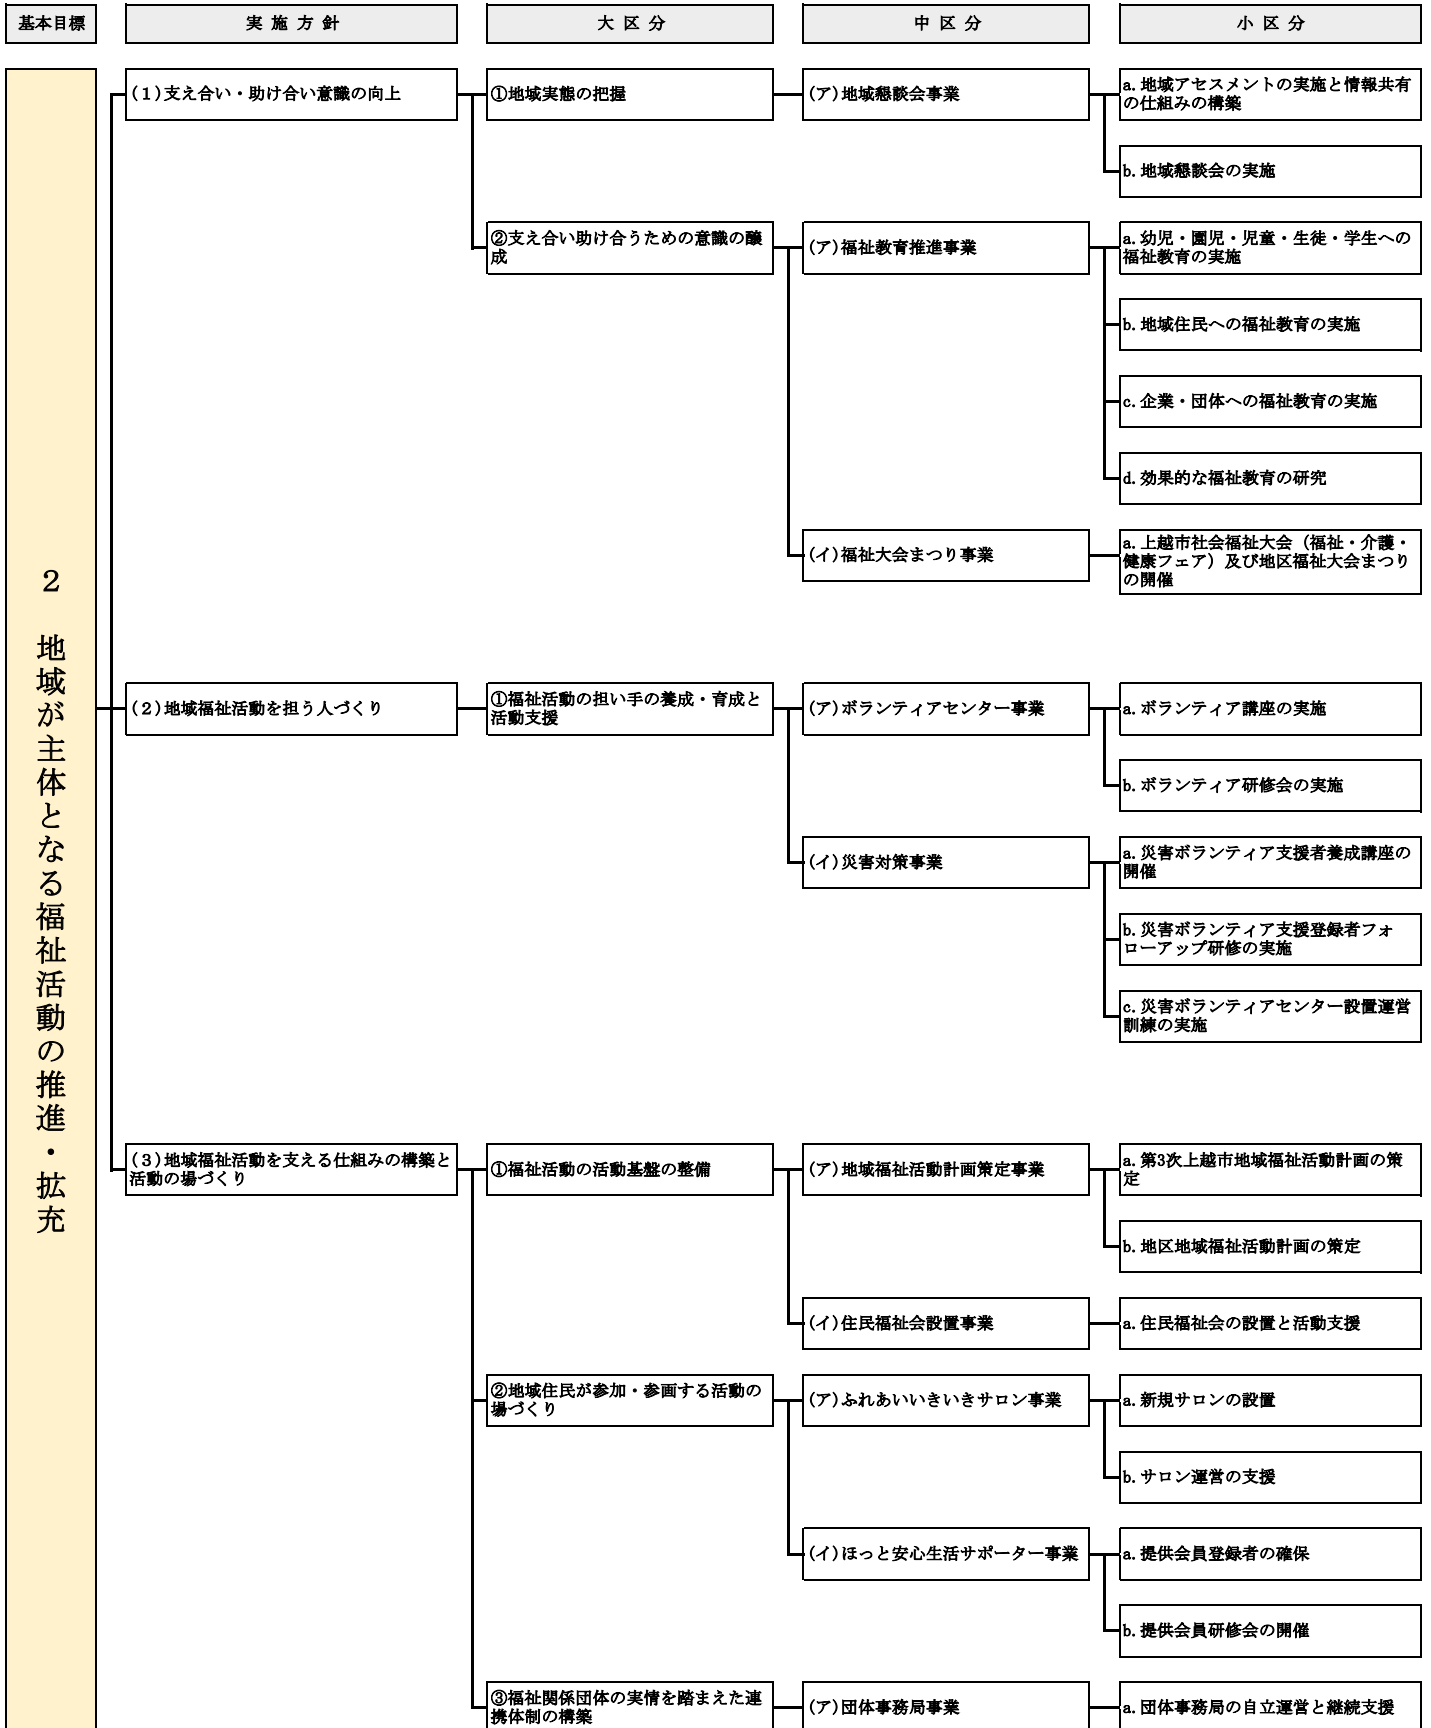 基本目標
実施方針
大区分
中区分
小区分
２　地域が主体となる福祉活動の推進・拡充
(１)支え合い・助け合い意識の向上
①地域実態の把握
(ア)地域懇談会事業
a.地域アセスメントの実施と情報共有
の仕組みの構築
b.地域懇談会の実施
②支え合い助け合うための意識の醸
成
(ア)福祉教育推進事業
a.幼児・園児・児童・生徒・学生への
福祉教育の実施
b.地域住民への福祉教育の実施
c.企業・団体への福祉教育の実施
d.効果的な福祉教育の研究
(イ)福祉大会まつり事業
a.上越市社会福祉大会（福祉・介護・
健康フェア）及び地区福祉大会まつり
の開催
(２)地域福祉活動を担う人づくり
①福祉活動の担い手の養成・育成と
活動支援
(ア)ボランティアセンター事業
a.ボランティア講座の実施
b.ボランティア研修会の実施
(イ)災害対策事業
a.災害ボランティア支援者養成講座の
開催
b.災害ボランティア支援登録者フォ
ローアップ研修の実施
c.災害ボランティアセンター設置運営
訓練の実施
(３)地域福祉活動を支える仕組みの構築と
活動の場づくり
①福祉活動の活動基盤の整備
(ア)地域福祉活動計画策定事業
a.第3次上越市地域福祉活動計画の策
定
b.地区地域福祉活動計画の策定
(イ)住民福祉会設置事業
a.住民福祉会の設置と活動支援
②地域住民が参加・参画する活動の
場づくり
(ア)ふれあいいきいきサロン事業
a.新規サロンの設置
b.サロン運営の支援
(イ)ほっと安心生活サポーター事業
a.提供会員登録者の確保
b.提供会員研修会の開催
③福祉関係団体の実情を踏まえた連
携体制の構築
(ア)団体事務局事業
a.団体事務局の自立運営と継続支援